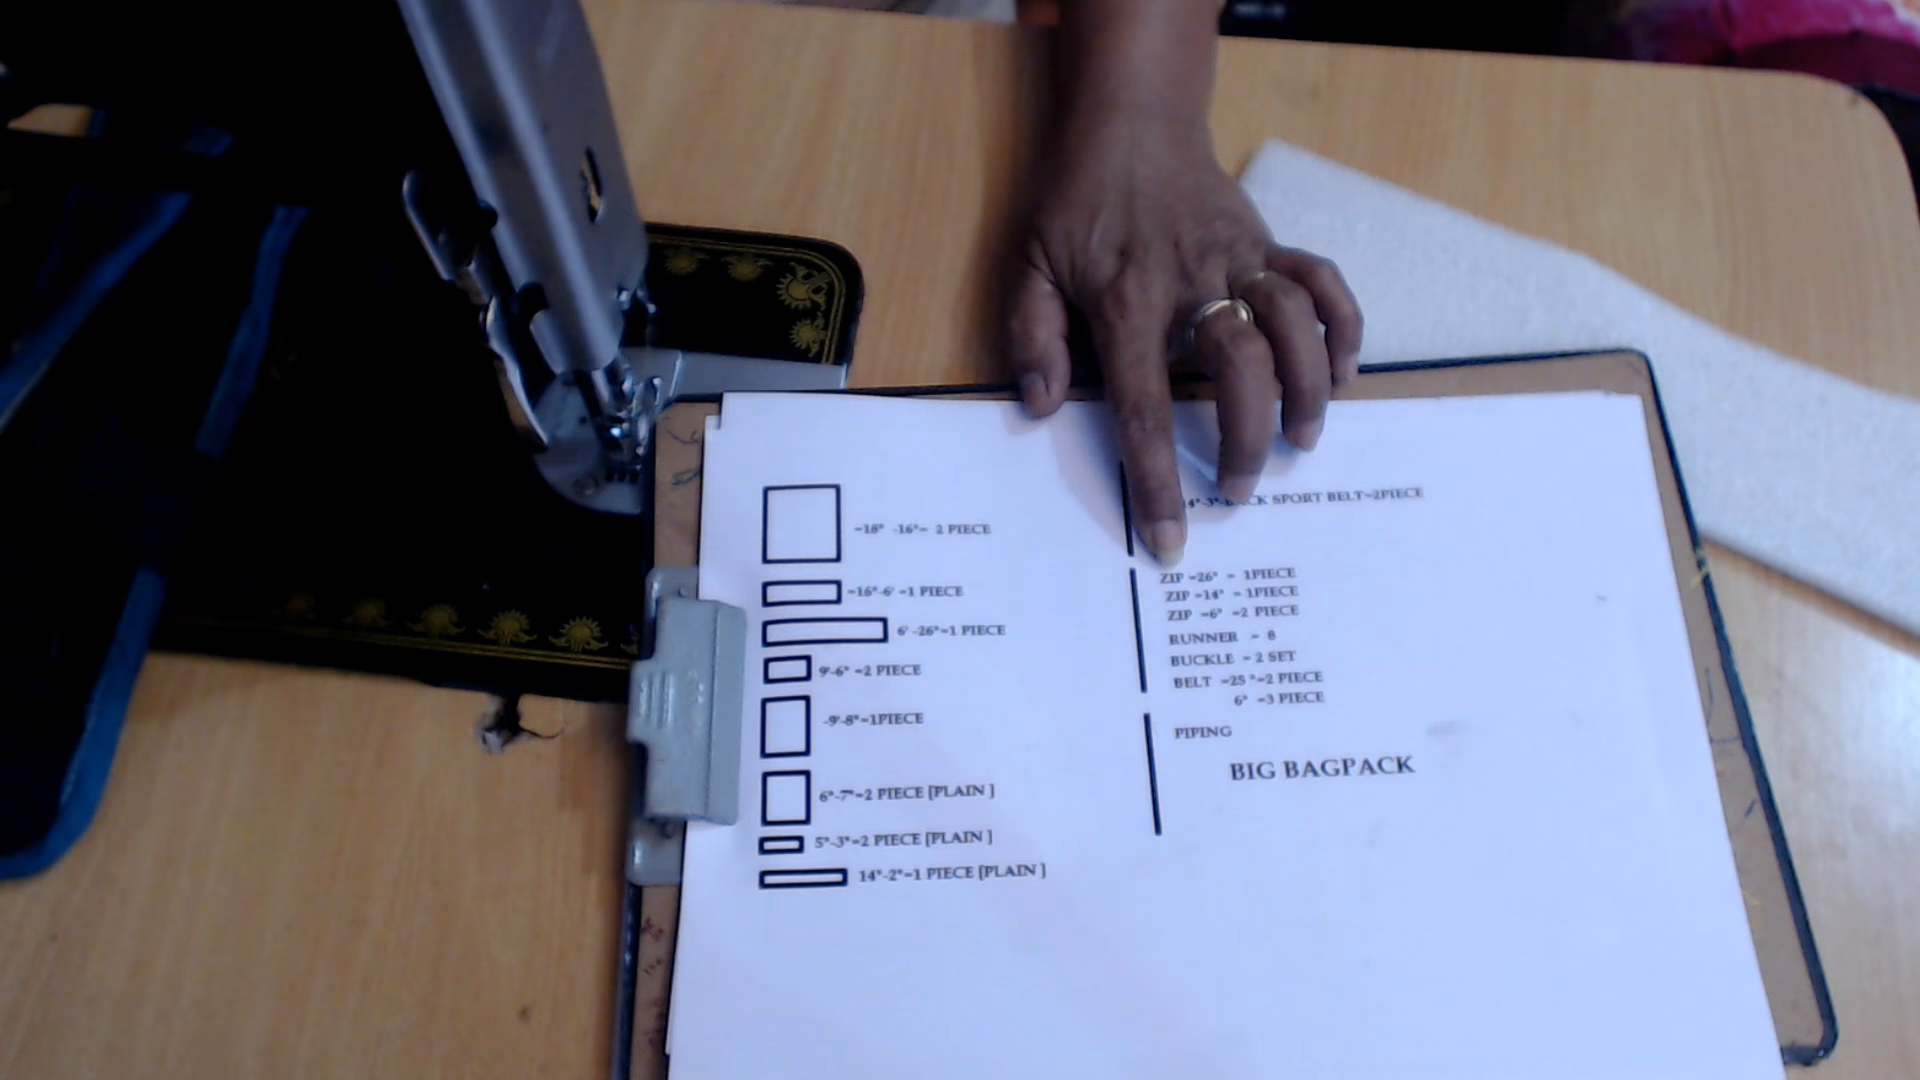 =18" -16"= 2 PIECE
=16"-6' =1 PIECE
6' -26"=1 PIECE
9'-6" =2 PIECE
-9'-8"=1PIECE
6"-7"=2 PIECE [PLAIN ]
5"-3"=2 PIECE [PLAIN ]
14"-2"=1 PIECE [PLAIN ]
SPORT BELT=2PIECE
ZIP =26" = 1PIECE
ZIP =14" = 1PIECE
ZIP =6" =2 PIECE
RUNNER = 8
BUCKLE = 2 SET
BELT =25 "=2 PIECE
6" =3 PIECE
PIPING
BIG BAGPACK